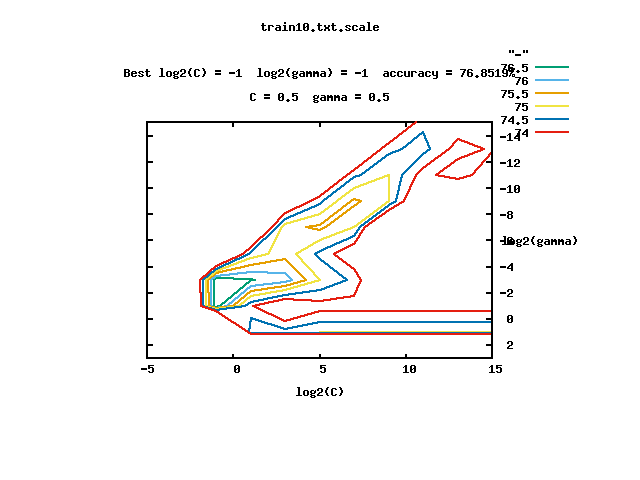 train10.txt.scale
"-"
Best log2(C) = -1  log2(gamma) = -1  accuracy = 76.8519%
C = 0.5  gamma = 0.5
76.5
76
75.5
75
74.5
74
-14
-12
-10
-8
-6
log2(gamma)
-4
-2
0
2
-5 0 5 10 15
log2(C)